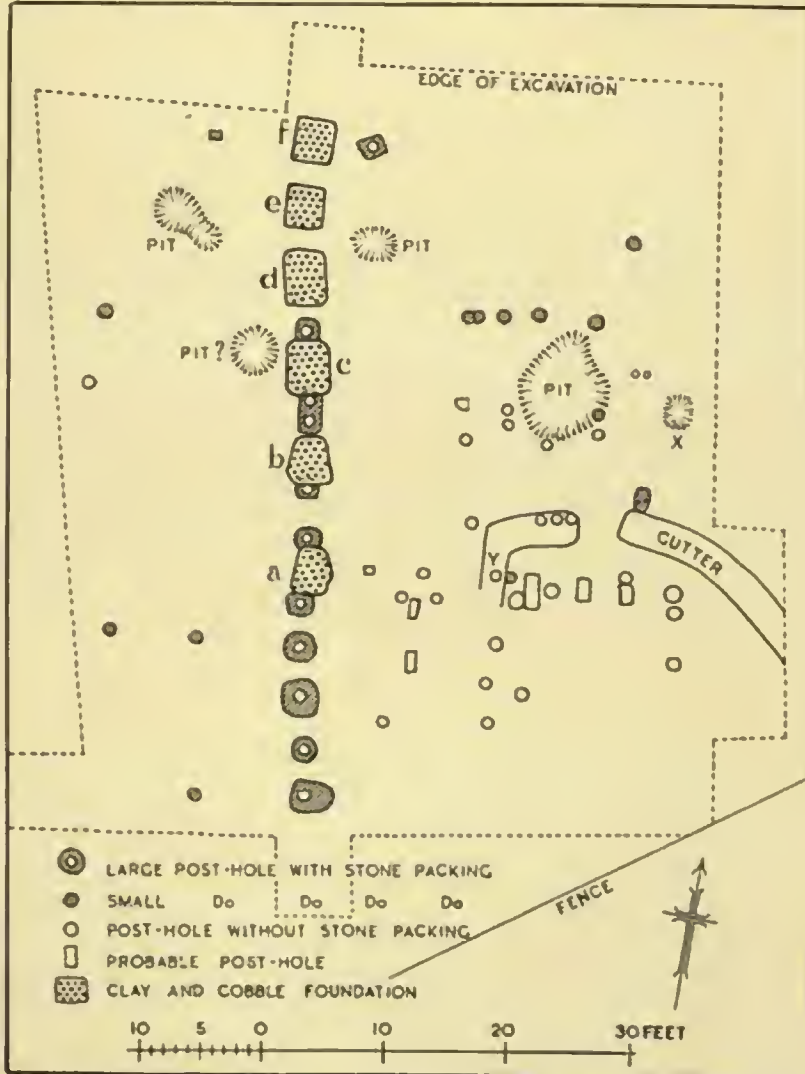 EDGE OF EXCAVATION
f
e
PIT
PIT
d
PIT?
c
PIT
X
b
GUTTER
Y
a
LARGE POST-HOLE WITH STONE PACKING
SMALL Do Do Do Do
POST-HOLE WITHOUT STONE PACKING
PROBABLE POST-HOLE
CLAY AND COBBLE FOUNDATION
FENCE
10 5 0 10 20 30 FEET